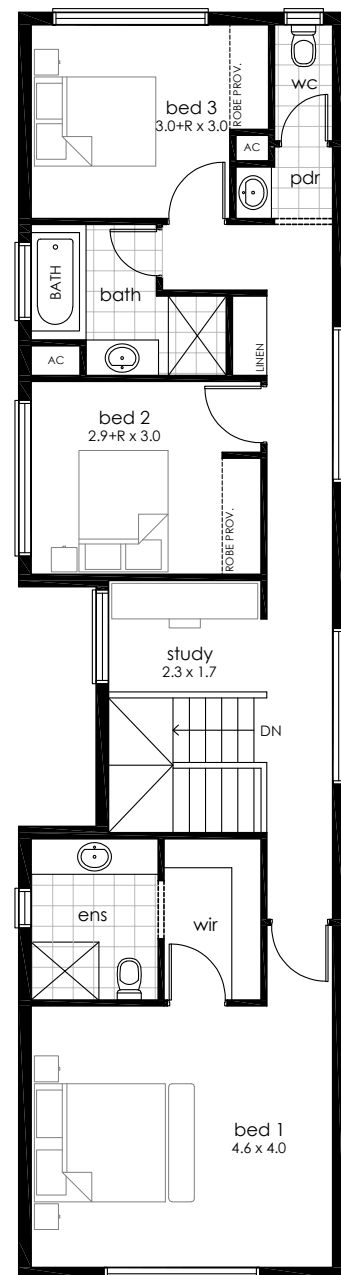 bed 3
3.0+R x 3.0
ROBE PROV.
wc
AC
pdr
BATH
bath
AC
LINEN
bed 2
2.9+R x 3.0
ROBE PROV.
study
2.3 x 1.7
DN
ens
wir
bed 1
4.6 x 4.0